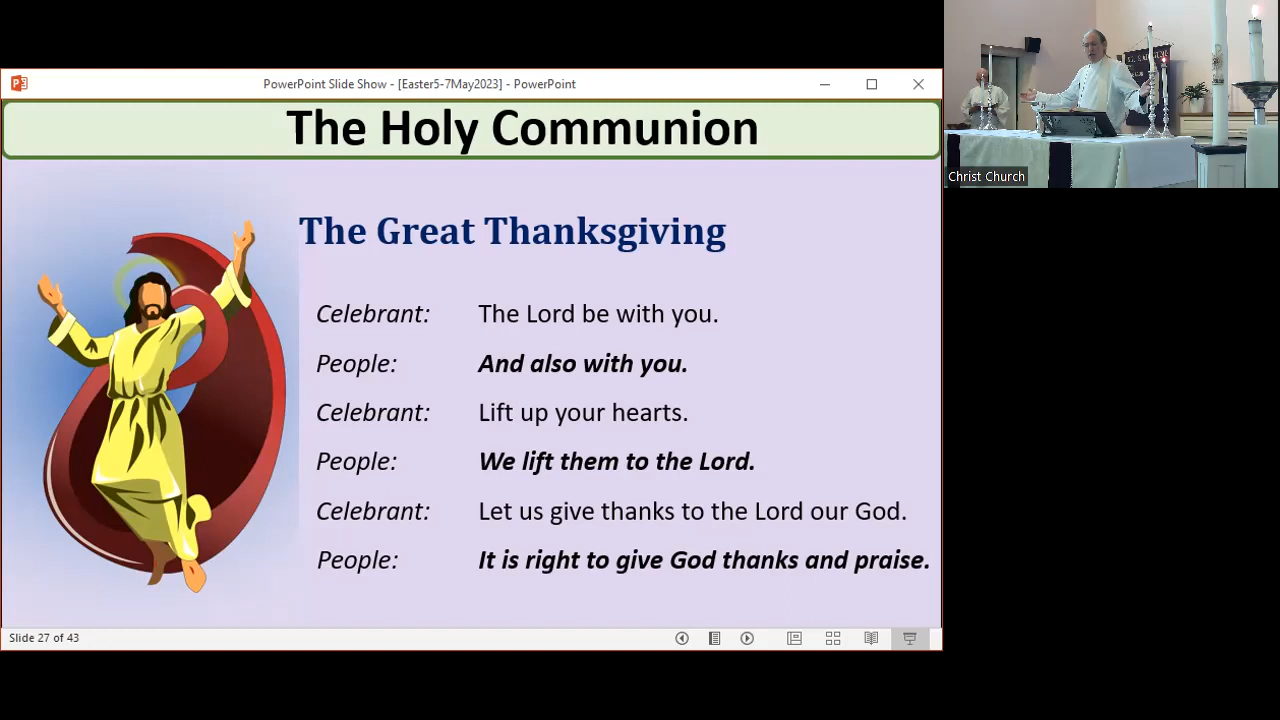 PowerPoint Slide Show - [Easter5-7May2023] - PowerPoint
The Holy Communion
The Great Thanksgiving
Celebrant: The Lord be with you.
People: And also with you.
Celebrant: Lift up your hearts.
People: We lift them to the Lord.
Celebrant: Let us give thanks to the Lord our God.
People: It is right to give God thanks and praise.
Slide 27 of 43
Christ Church